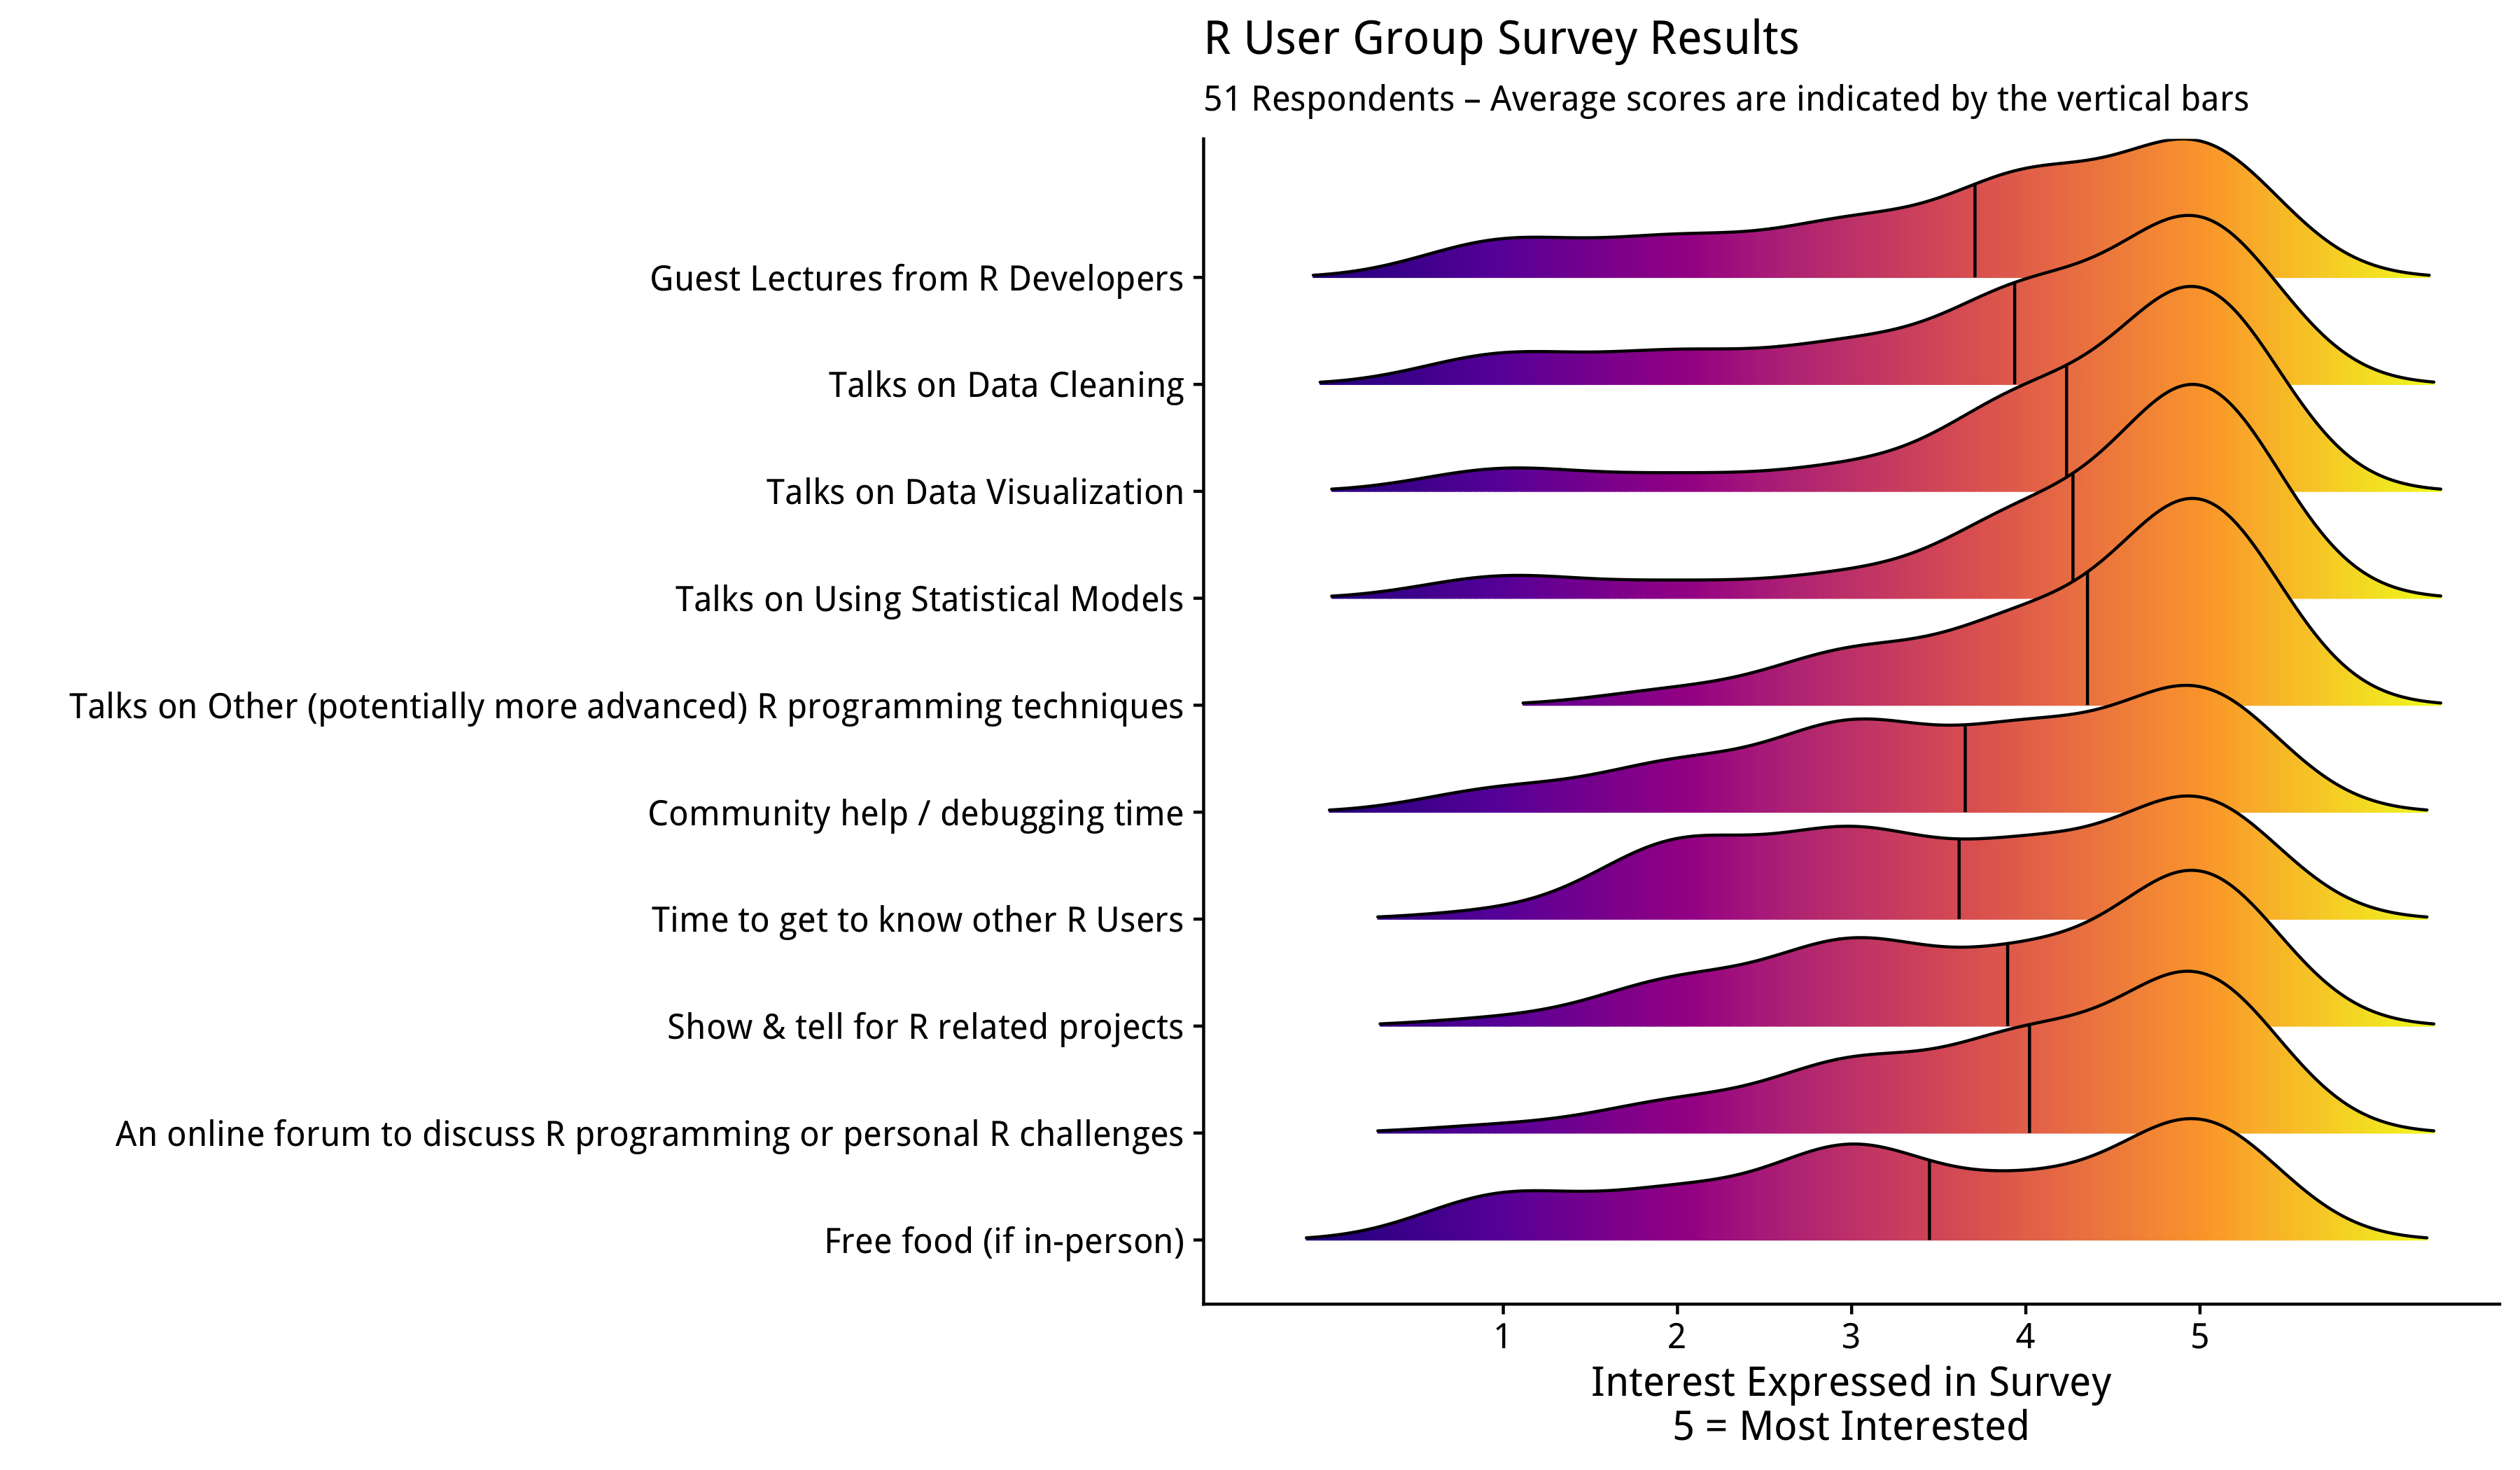 R User Group Survey Results
51 Respondents – Average scores are indicated by the vertical bars
Guest Lectures from R Developers
Talks on Data Cleaning
Talks on Data Visualization
Talks on Using Statistical Models
Talks on Other (potentially more advanced) R programming techniques
Community help / debugging time
Time to get to know other R Users
Show & tell for R related projects
An online forum to discuss R programming or personal R challenges
Free food (if in-person)
1 2 3 4 5
Interest Expressed in Survey
5 = Most Interested